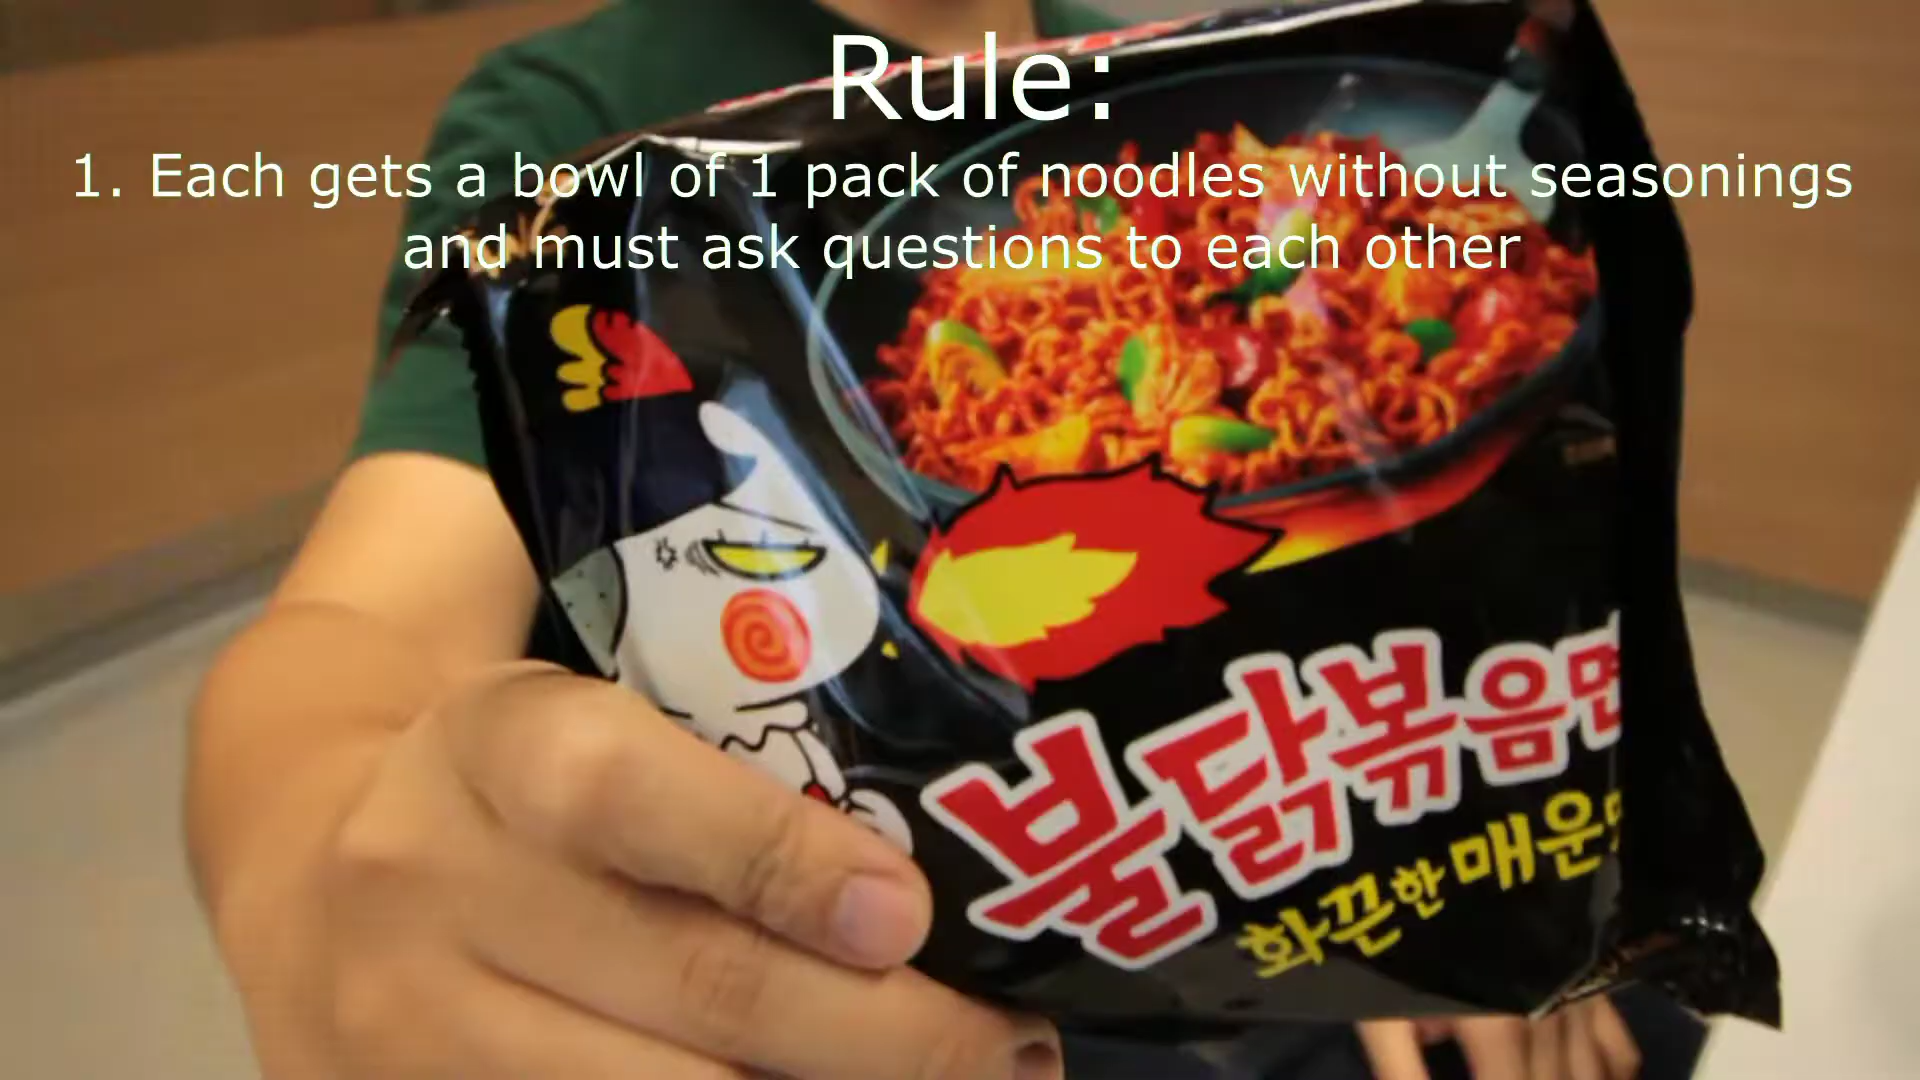 Rule:
1. Each gets a bowl of 1 pack of noodles without seasonings
and must ask questions to each other
불닭볶음면
화끈한 매운